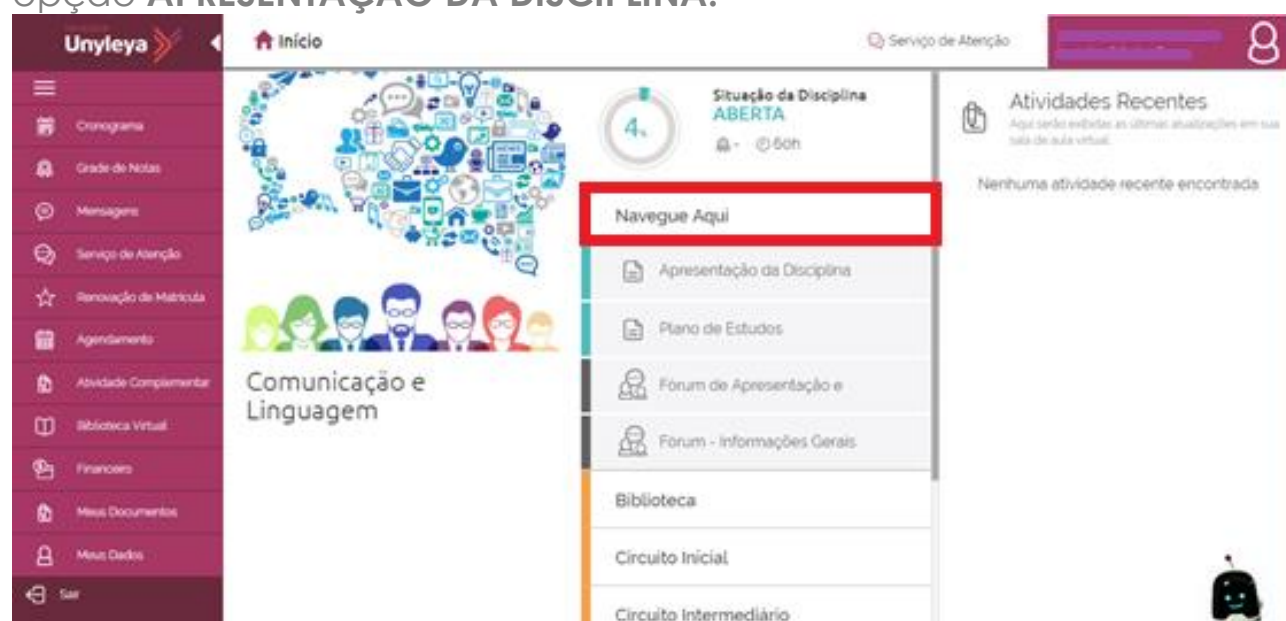 opção APRESENTAÇÃO DA DISCIPLINA.
Unyleya
Início
Serviço de Atenção
Cronograma
Grade de Notas
Mensagens
Serviço de Atenção
Renovação de Matrícula
Agendamento
Atividade Complementar
Biblioteca Virtual
Financeiro
Meus Documentos
Meus Dados
Sair
Comunicação e
Linguagem
4%
Situação da Disciplina
ABERTA
- 60h
Navegue Aqui
Apresentação da Disciplina
Plano de Estudos
Fórum de Apresentação e
Fórum - Informações Gerais
Biblioteca
Circuito Inicial
Circuito Intermediário
Atividades Recentes
Aqui serão exibidas as últimas atualizações em sua
sala de aula virtual.
Nenhuma atividade recente encontrada